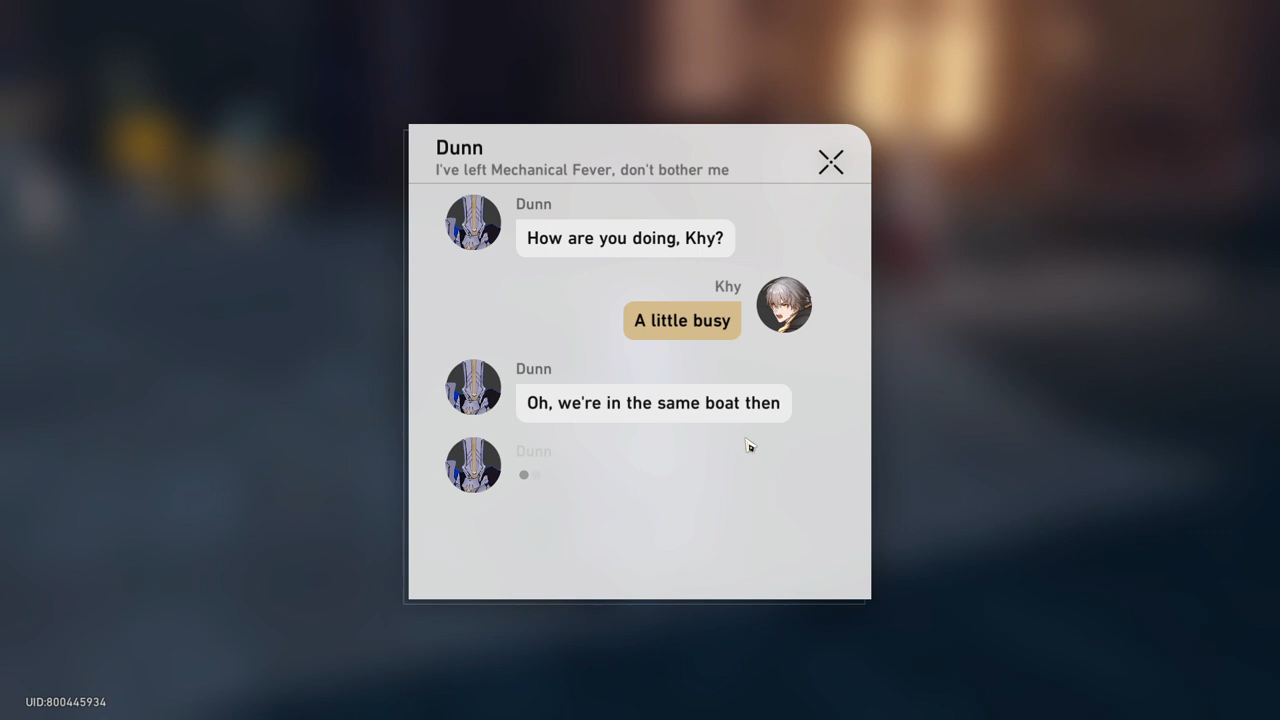 Dunn
I've left Mechanical Fever, don't bother me
Dunn
How are you doing, Khy?
Khy
A little busy
Dunn
Oh, we're in the same boat then
Dunn
UID:800445934